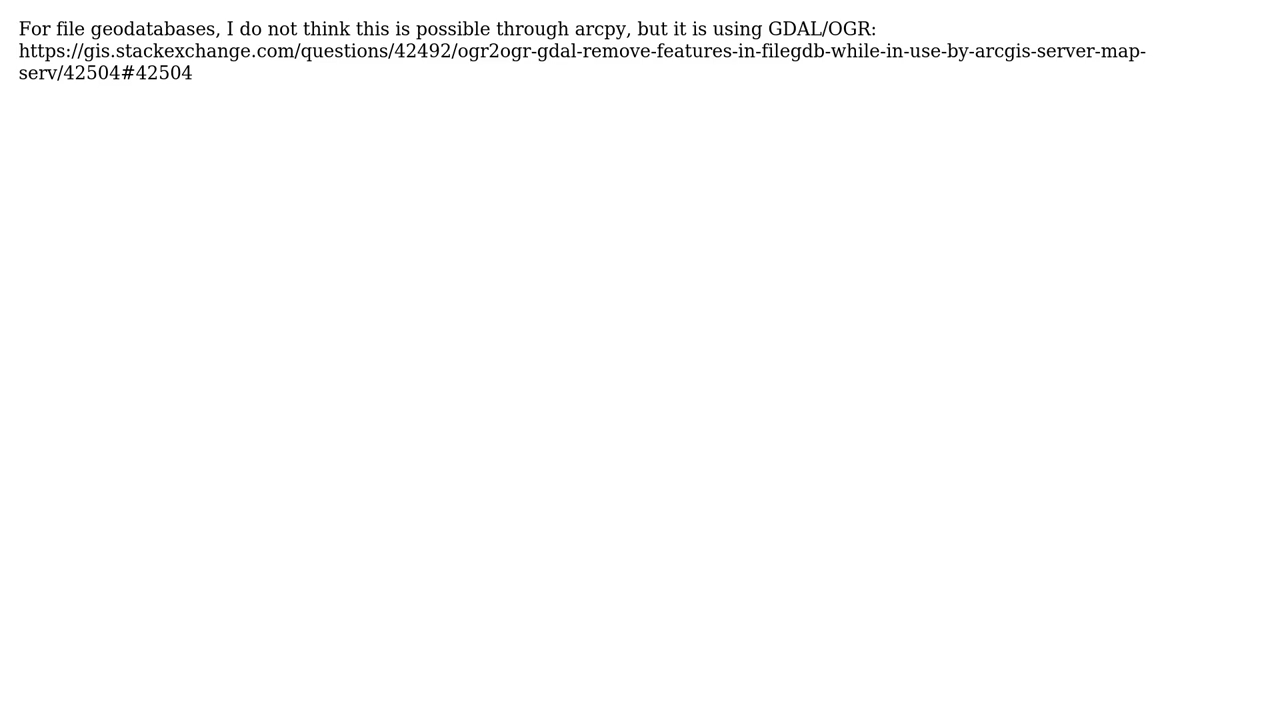 For file geodatabases, I do not think this is possible through arcpy, but it is using GDAL/OGR:
https://gis.stackexchange.com/questions/42492/ogr2ogr-gdal-remove-features-in-filegdb-while-in-use-by-arcgis-server-map-
serv/42504#42504